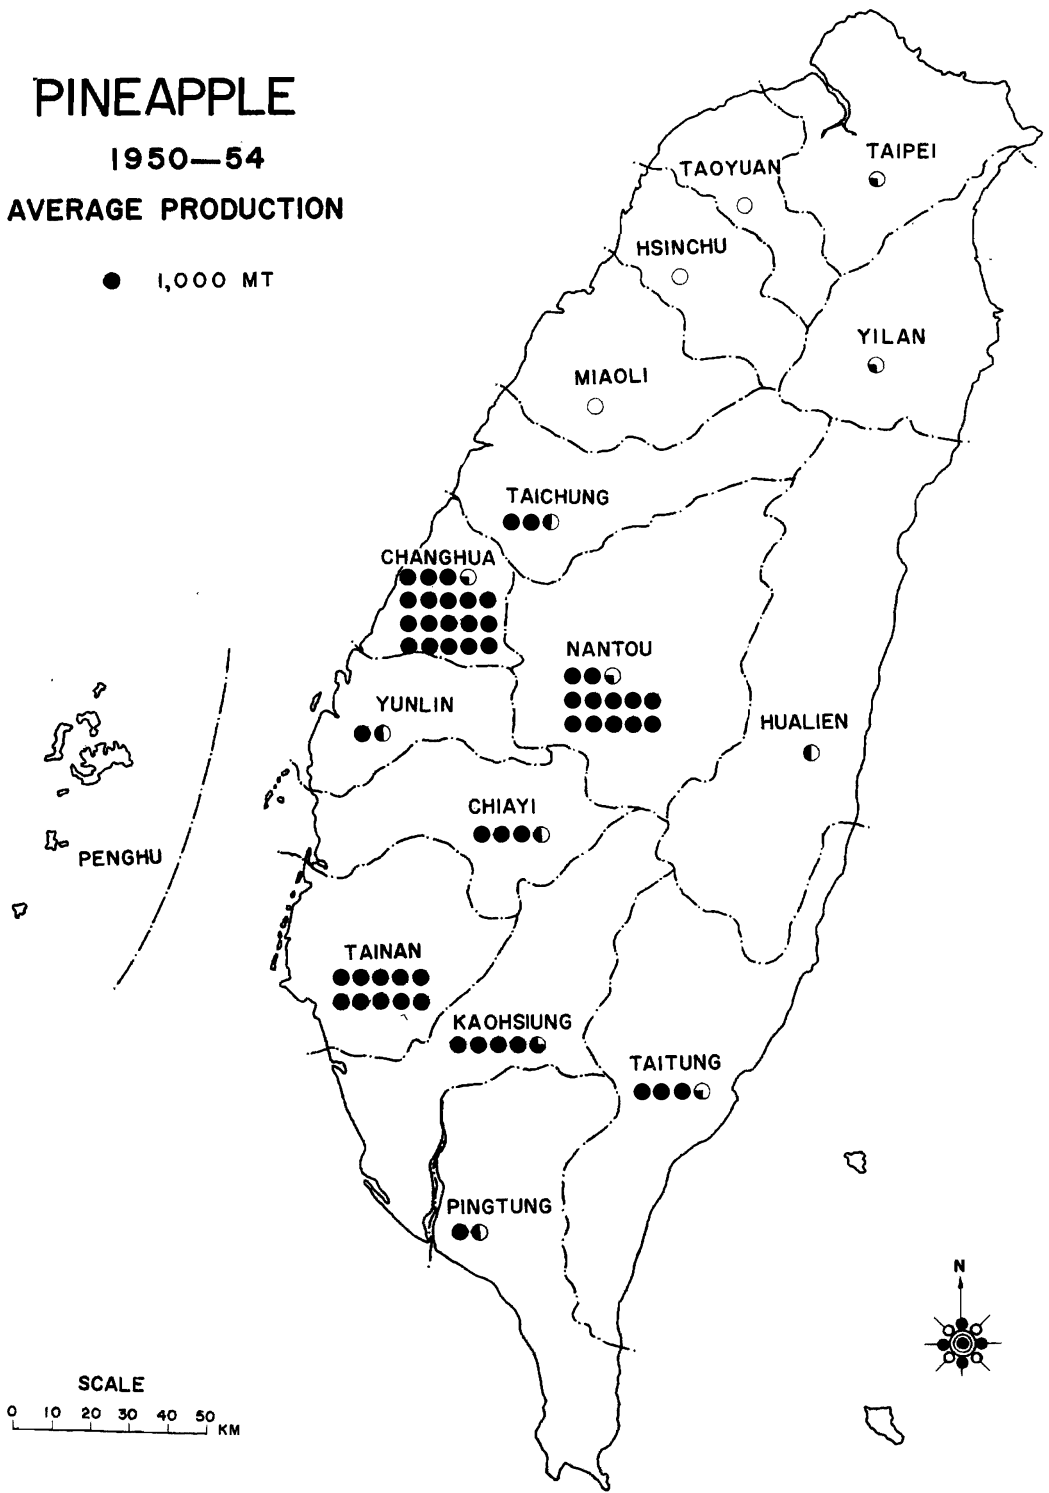 PINEAPPLE
1950—54
AVERAGE PRODUCTION
1,000 MT
TAIPEI
TAOYUAN
HSINCHU
YILAN
MIAOLI
TAICHUNG
CHANGHUA
NANTOU
YUNLIN
HUALIEN
CHIAYI
PENGHU
TAINAN
KAOHSIUNG
TAITUNG
PINGTUNG
N
SCALE
0 10 20 30 40 50 KM